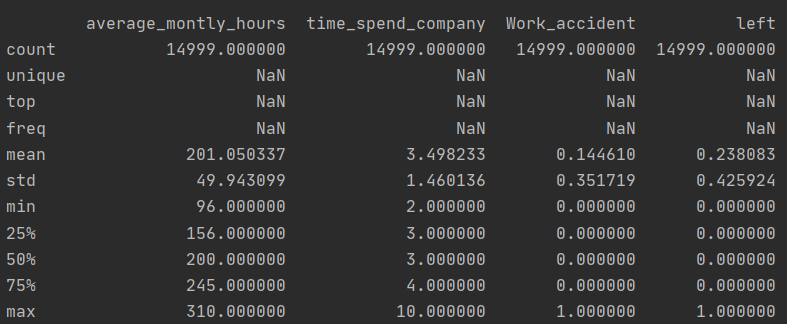 average_montly_hours time_spend_company Work_accident left
count 14999.000000 14999.000000 14999.000000 14999.000000
unique NaN NaN NaN NaN
top NaN NaN NaN NaN
freq NaN NaN NaN NaN
mean 201.050337 3.498233 0.144610 0.238083
std 49.943099 1.460136 0.351719 0.425924
min 96.000000 2.000000 0.000000 0.000000
25% 156.000000 3.000000 0.000000 0.000000
50% 200.000000 3.000000 0.000000 0.000000
75% 245.000000 4.000000 0.000000 0.000000
max 310.000000 10.000000 1.000000 1.000000